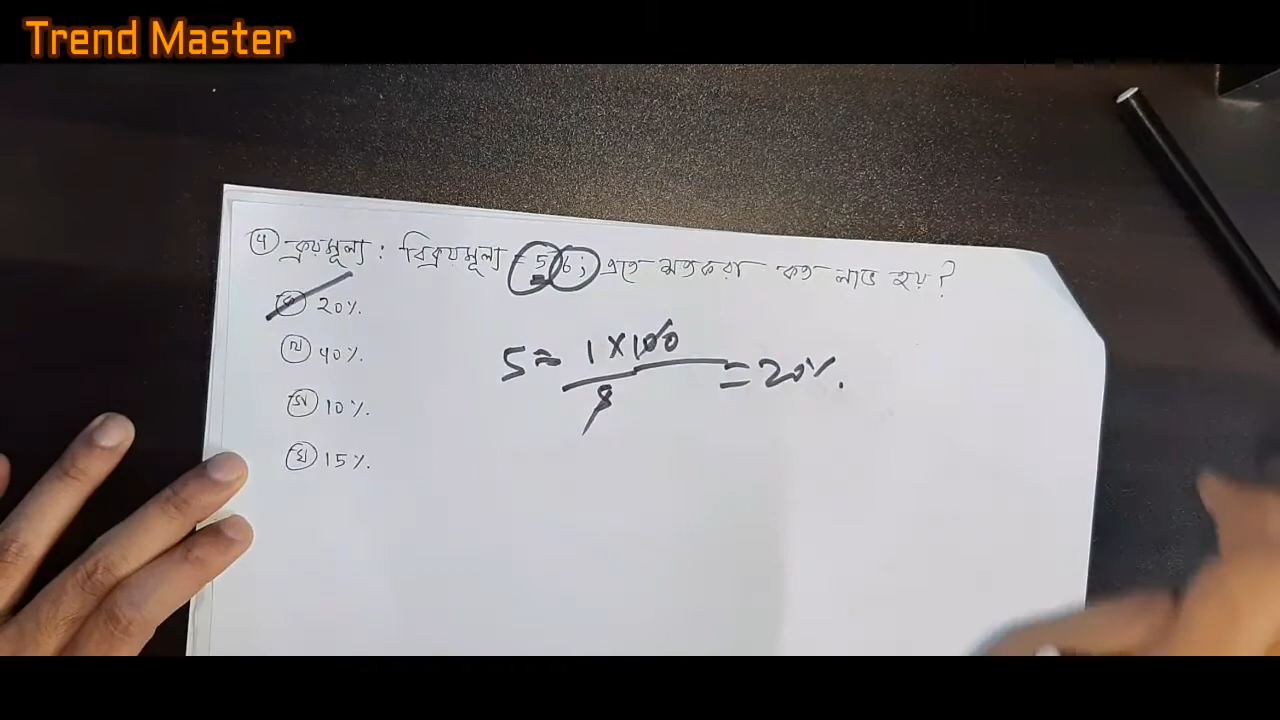 Trend Master
৭ ক্রয়মূল্য : বিক্রয়মূল্য = 5:6; এতে শতকরা কত লাভ হয়?
ক 20%.
খ 40%.
গ 10%.
ঘ 15%.
5 = 1 × 100 / 5 = 20%.